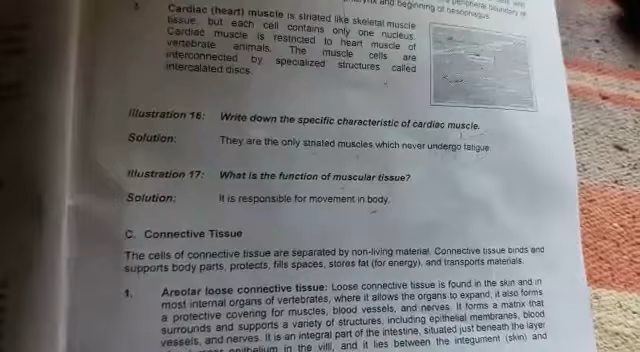 and beginning of oesophagus.
peripheral boundary of
3. Cardiac (heart) muscle is striated like skeletal muscle
tissue, but each cell contains only one nucleus.
Cardiac muscle is restricted to heart muscle of
vertebrate animals. The muscle cells are
interconnected by specialized structures called
intercalated discs.
Illustration 16: Write down the specific characteristic of cardiac muscle.
Solution: They are the only striated muscles which never undergo fatigue.
Illustration 17: What is the function of muscular tissue?
Solution: It is responsible for movement in body.
C. Connective Tissue
The cells of connective tissue are separated by non-living material. Connective tissue binds and
supports body parts, protects, fills spaces, stores fat (for energy), and transports materials.
1. Areolar loose connective tissue: Loose connective tissue is found in the skin and in
most internal organs of vertebrates, where it allows the organs to expand, it also forms
a protective covering for muscles, blood vessels, and nerves. It forms a matrix that
surrounds and supports a variety of structures, including epithelial membranes, blood
vessels, and nerves. It is an integral part of the intestine, situated just beneath the layer
epithelium in the villi, and it lies between the integument (skin) and